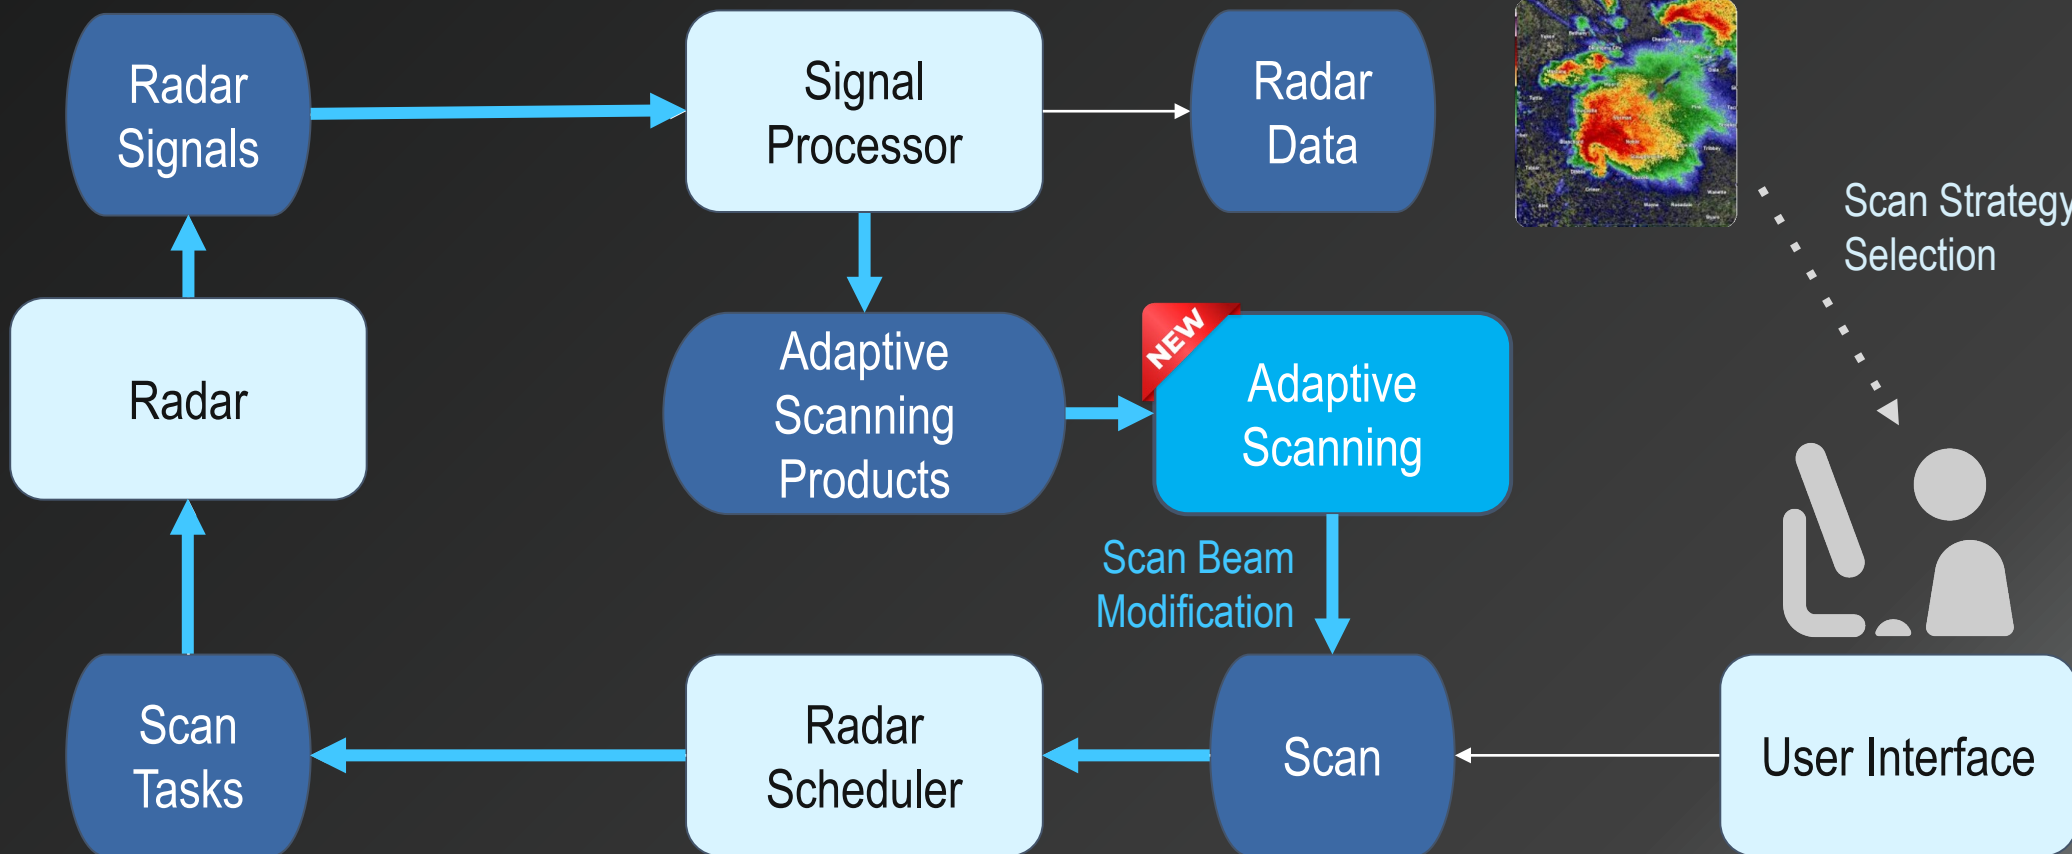 Radar
Signals
Signal
Processor
Radar
Data
Scan Strategy
Selection
Radar
Adaptive
Scanning
Products
NEW
Adaptive
Scanning
Scan Beam
Modification
Scan
Tasks
Radar
Scheduler
Scan
User Interface